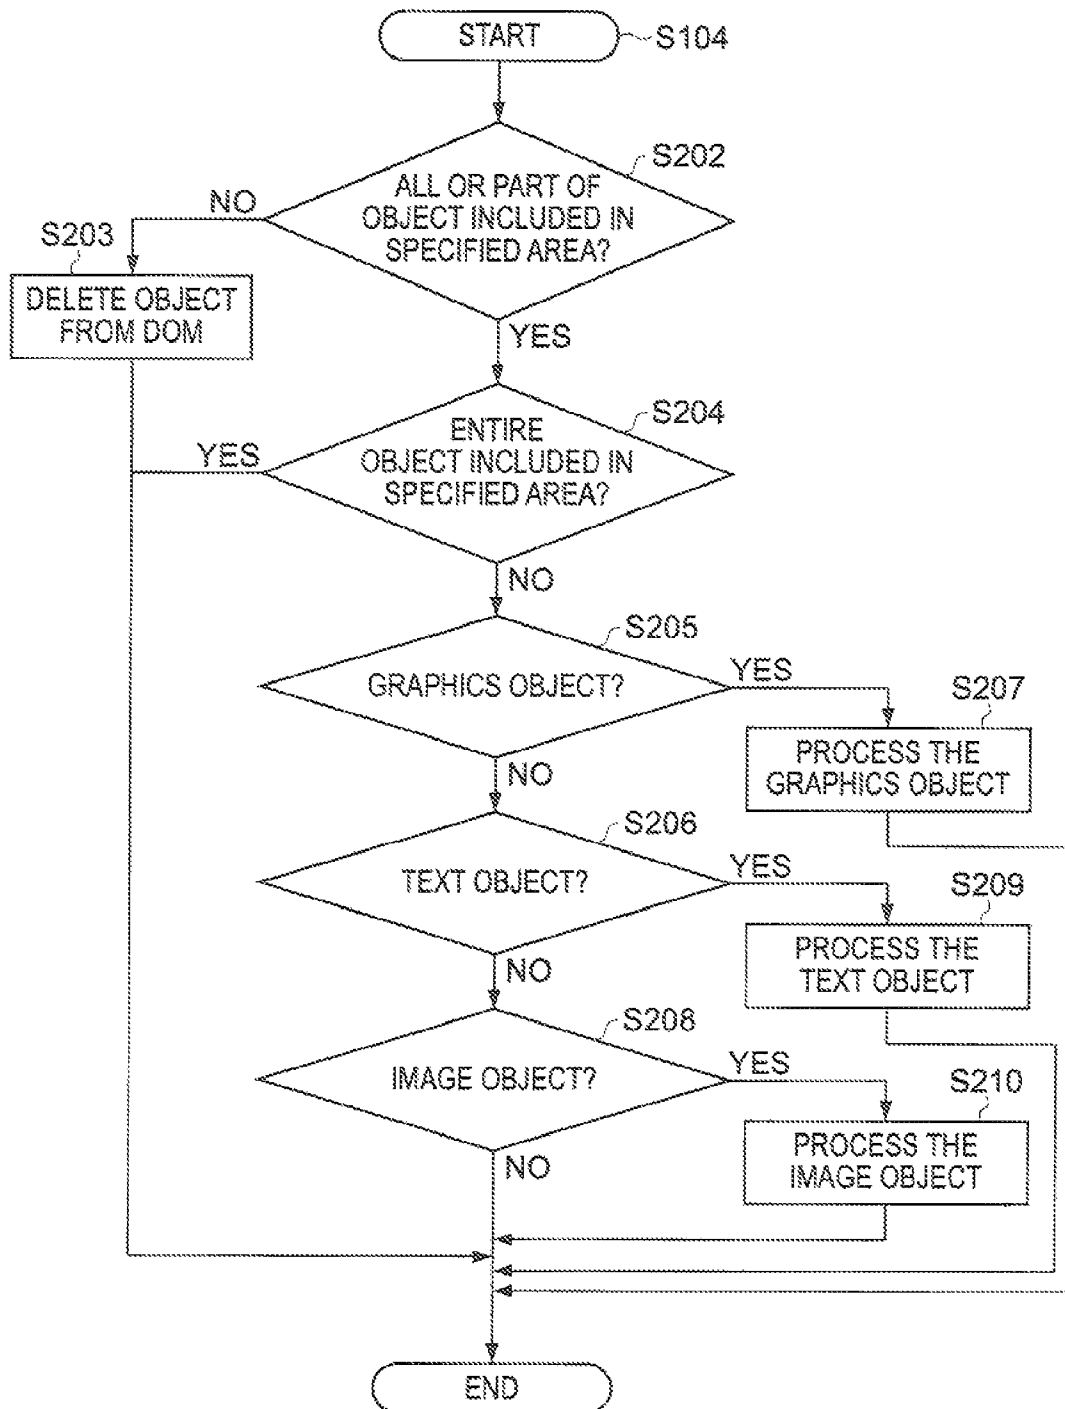 START
S104
S202
ALL OR PART OF
OBJECT INCLUDED IN
SPECIFIED AREA?
NO
S203
DELETE OBJECT
FROM DOM
YES
S204
ENTIRE
OBJECT INCLUDED IN
SPECIFIED AREA?
YES
NO
S205
GRAPHICS OBJECT?
YES
S207
PROCESS THE
GRAPHICS OBJECT
NO
S206
TEXT OBJECT?
YES
S209
PROCESS THE
TEXT OBJECT
NO
S208
IMAGE OBJECT?
YES
S210
PROCESS THE
IMAGE OBJECT
NO
END